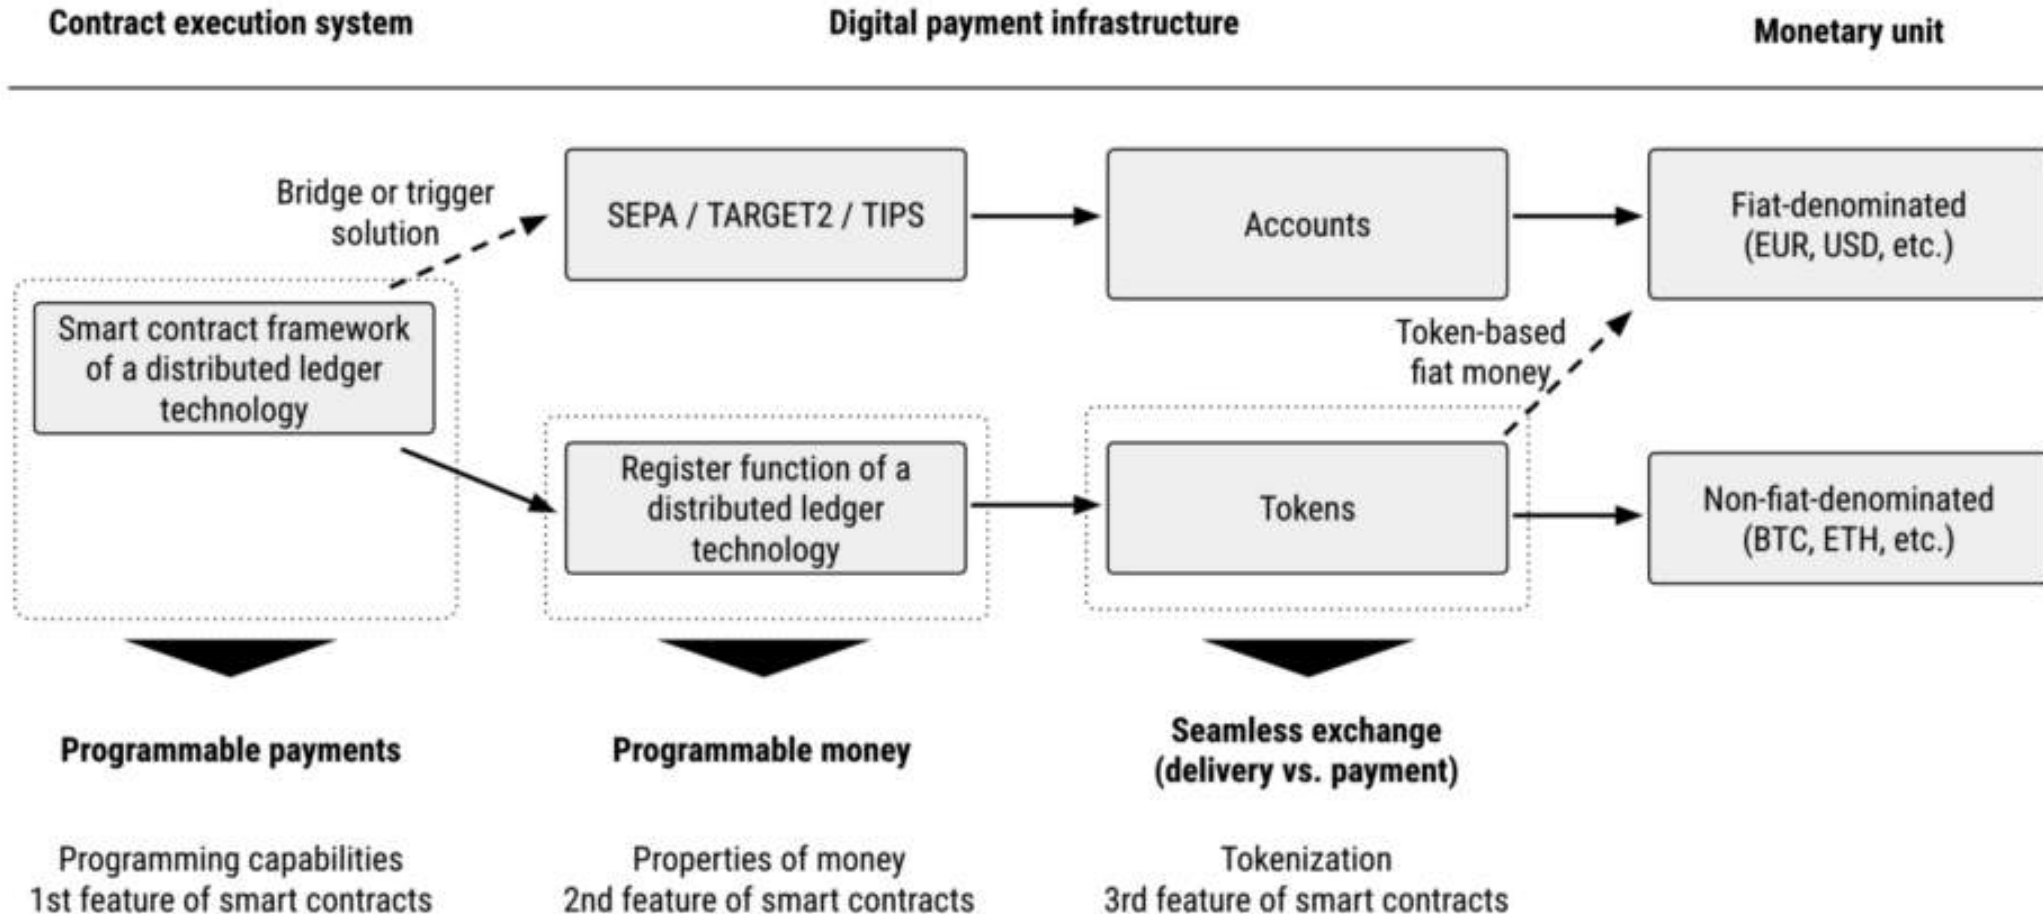 Contract execution system
Digital payment infrastructure
Monetary unit
Bridge or trigger
solution
SEPA / TARGET2 / TIPS
Accounts
Fiat-denominated
(EUR, USD, etc.)
Smart contract framework
of a distributed ledger
technology
Token-based
fiat money
Register function of a
distributed ledger
technology
Tokens
Non-fiat-denominated
(BTC, ETH, etc.)
Programmable payments
Programmable money
Seamless exchange
(delivery vs. payment)
Programming capabilities
1st feature of smart contracts
Properties of money
2nd feature of smart contracts
Tokenization
3rd feature of smart contracts